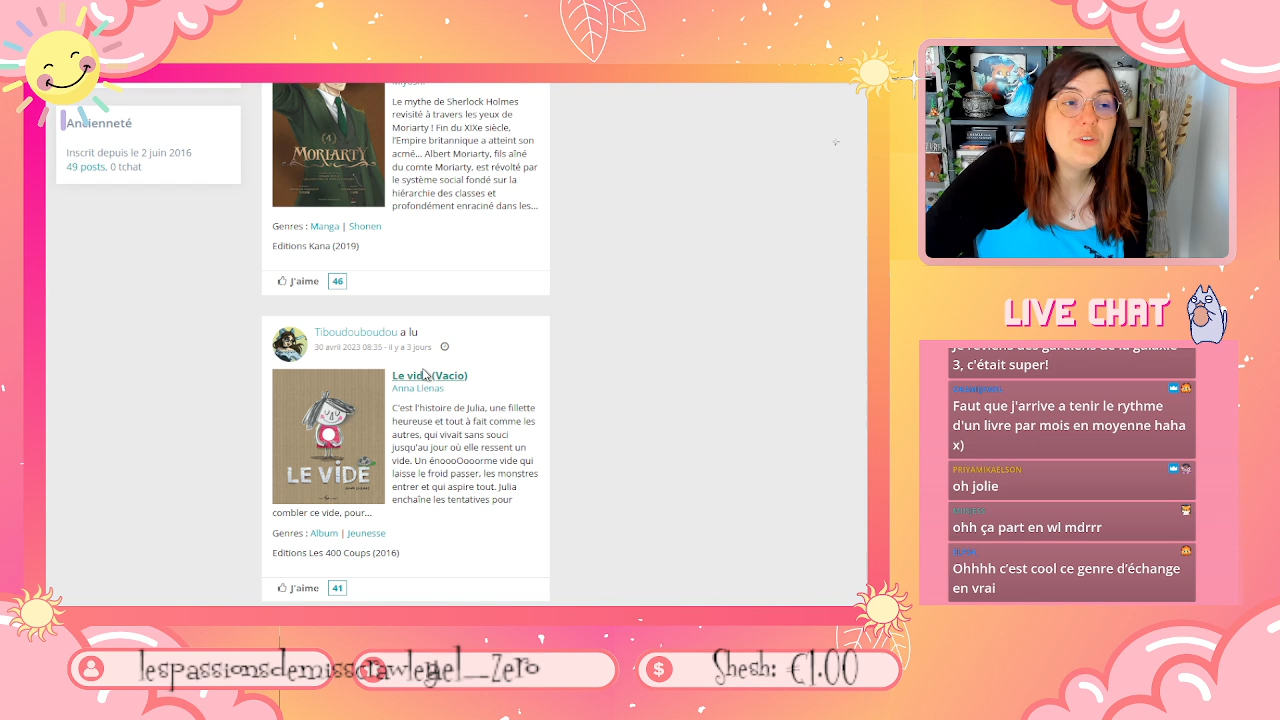 Ancienneté
Inscrit depuis le 2 juin 2016
49 posts, 0 tchat
(4)
MORIARTY
Le mythe de Sherlock Holmes
revisité à travers les yeux de
Moriarty ! Fin du XIXe siècle,
l'Empire britannique a atteint son
acmé... Albert Moriarty, fils aîné
du comte Moriarty, est révolté par
le système social fondé sur la
hiérarchie des classes et
profondément enraciné dans les...
Genres : Manga | Shonen
Editions Kana (2019)
J'aime 46
Tiboudouboudou a lu
30 avril 2023 08:35 - il y a 3 jours
Le vide (Vacio)
Anna Llenas
LE VIDE
C'est l'histoire de Julia, une fillette
heureuse et tout à fait comme les
autres, qui vivait sans souci
jusqu'au jour où elle ressent un
vide. Un énoooOooorme vide qui
laisse le froid passer, les monstres
entrer et qui aspire tout. Julia
enchaîne les tentatives pour
combler ce vide, pour...
Genres : Album | Jeunesse
Editions Les 400 Coups (2016)
J'aime 41
LIVE CHAT
je reviens des gardiens de la galaxie
3, c'était super!
Faut que j'arrive a tenir le rythme
d'un livre par mois en moyenne haha
x)
PRIYAMIKAELSON
oh jolie
ohh ça part en wl mdrrr
Ohhhh c'est cool ce genre d'échange
en vrai
Shesh: €1.00